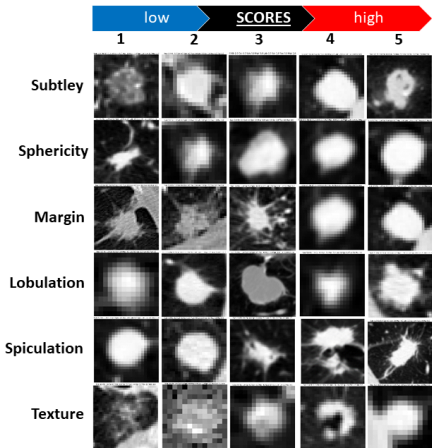 low SCORES high
1 2 3 4 5
Subtley
Sphericity
Margin
Lobulation
Spiculation
Texture